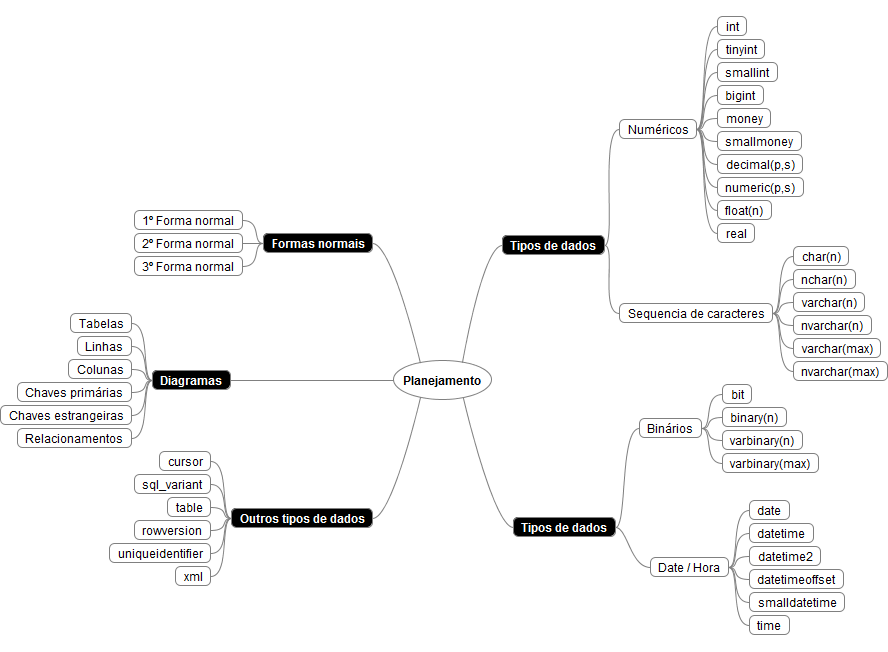 Planejamento
Tipos de dados
Numéricos
int
tinyint
smallint
bigint
money
smallmoney
decimal(p,s)
numeric(p,s)
float(n)
real
Sequencia de caracteres
char(n)
nchar(n)
varchar(n)
nvarchar(n)
varchar(max)
nvarchar(max)
Tipos de dados
Binários
bit
binary(n)
varbinary(n)
varbinary(max)
Date / Hora
date
datetime
datetime2
datetimeoffset
smalldatetime
time
Formas normais
1º Forma normal
2º Forma normal
3º Forma normal
Diagramas
Tabelas
Linhas
Colunas
Chaves primárias
Chaves estrangeiras
Relacionamentos
Outros tipos de dados
cursor
sql_variant
table
rowversion
uniqueidentifier
xml